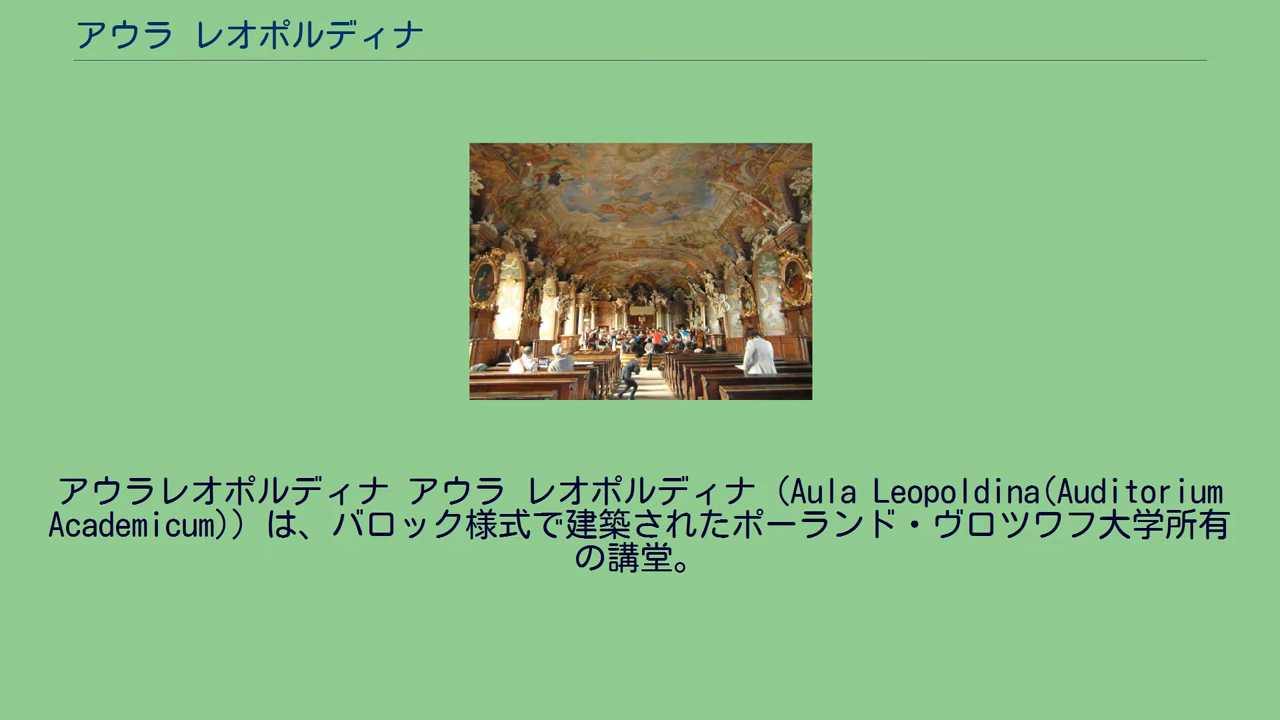 アウラ レオポルディナ
アウラレオポルディナ アウラ レオポルディナ（Aula Leopoldina(Auditorium
Academicum)）は、バロック様式で建築されたポーランド・ヴロツワフ大学所有
の講堂。